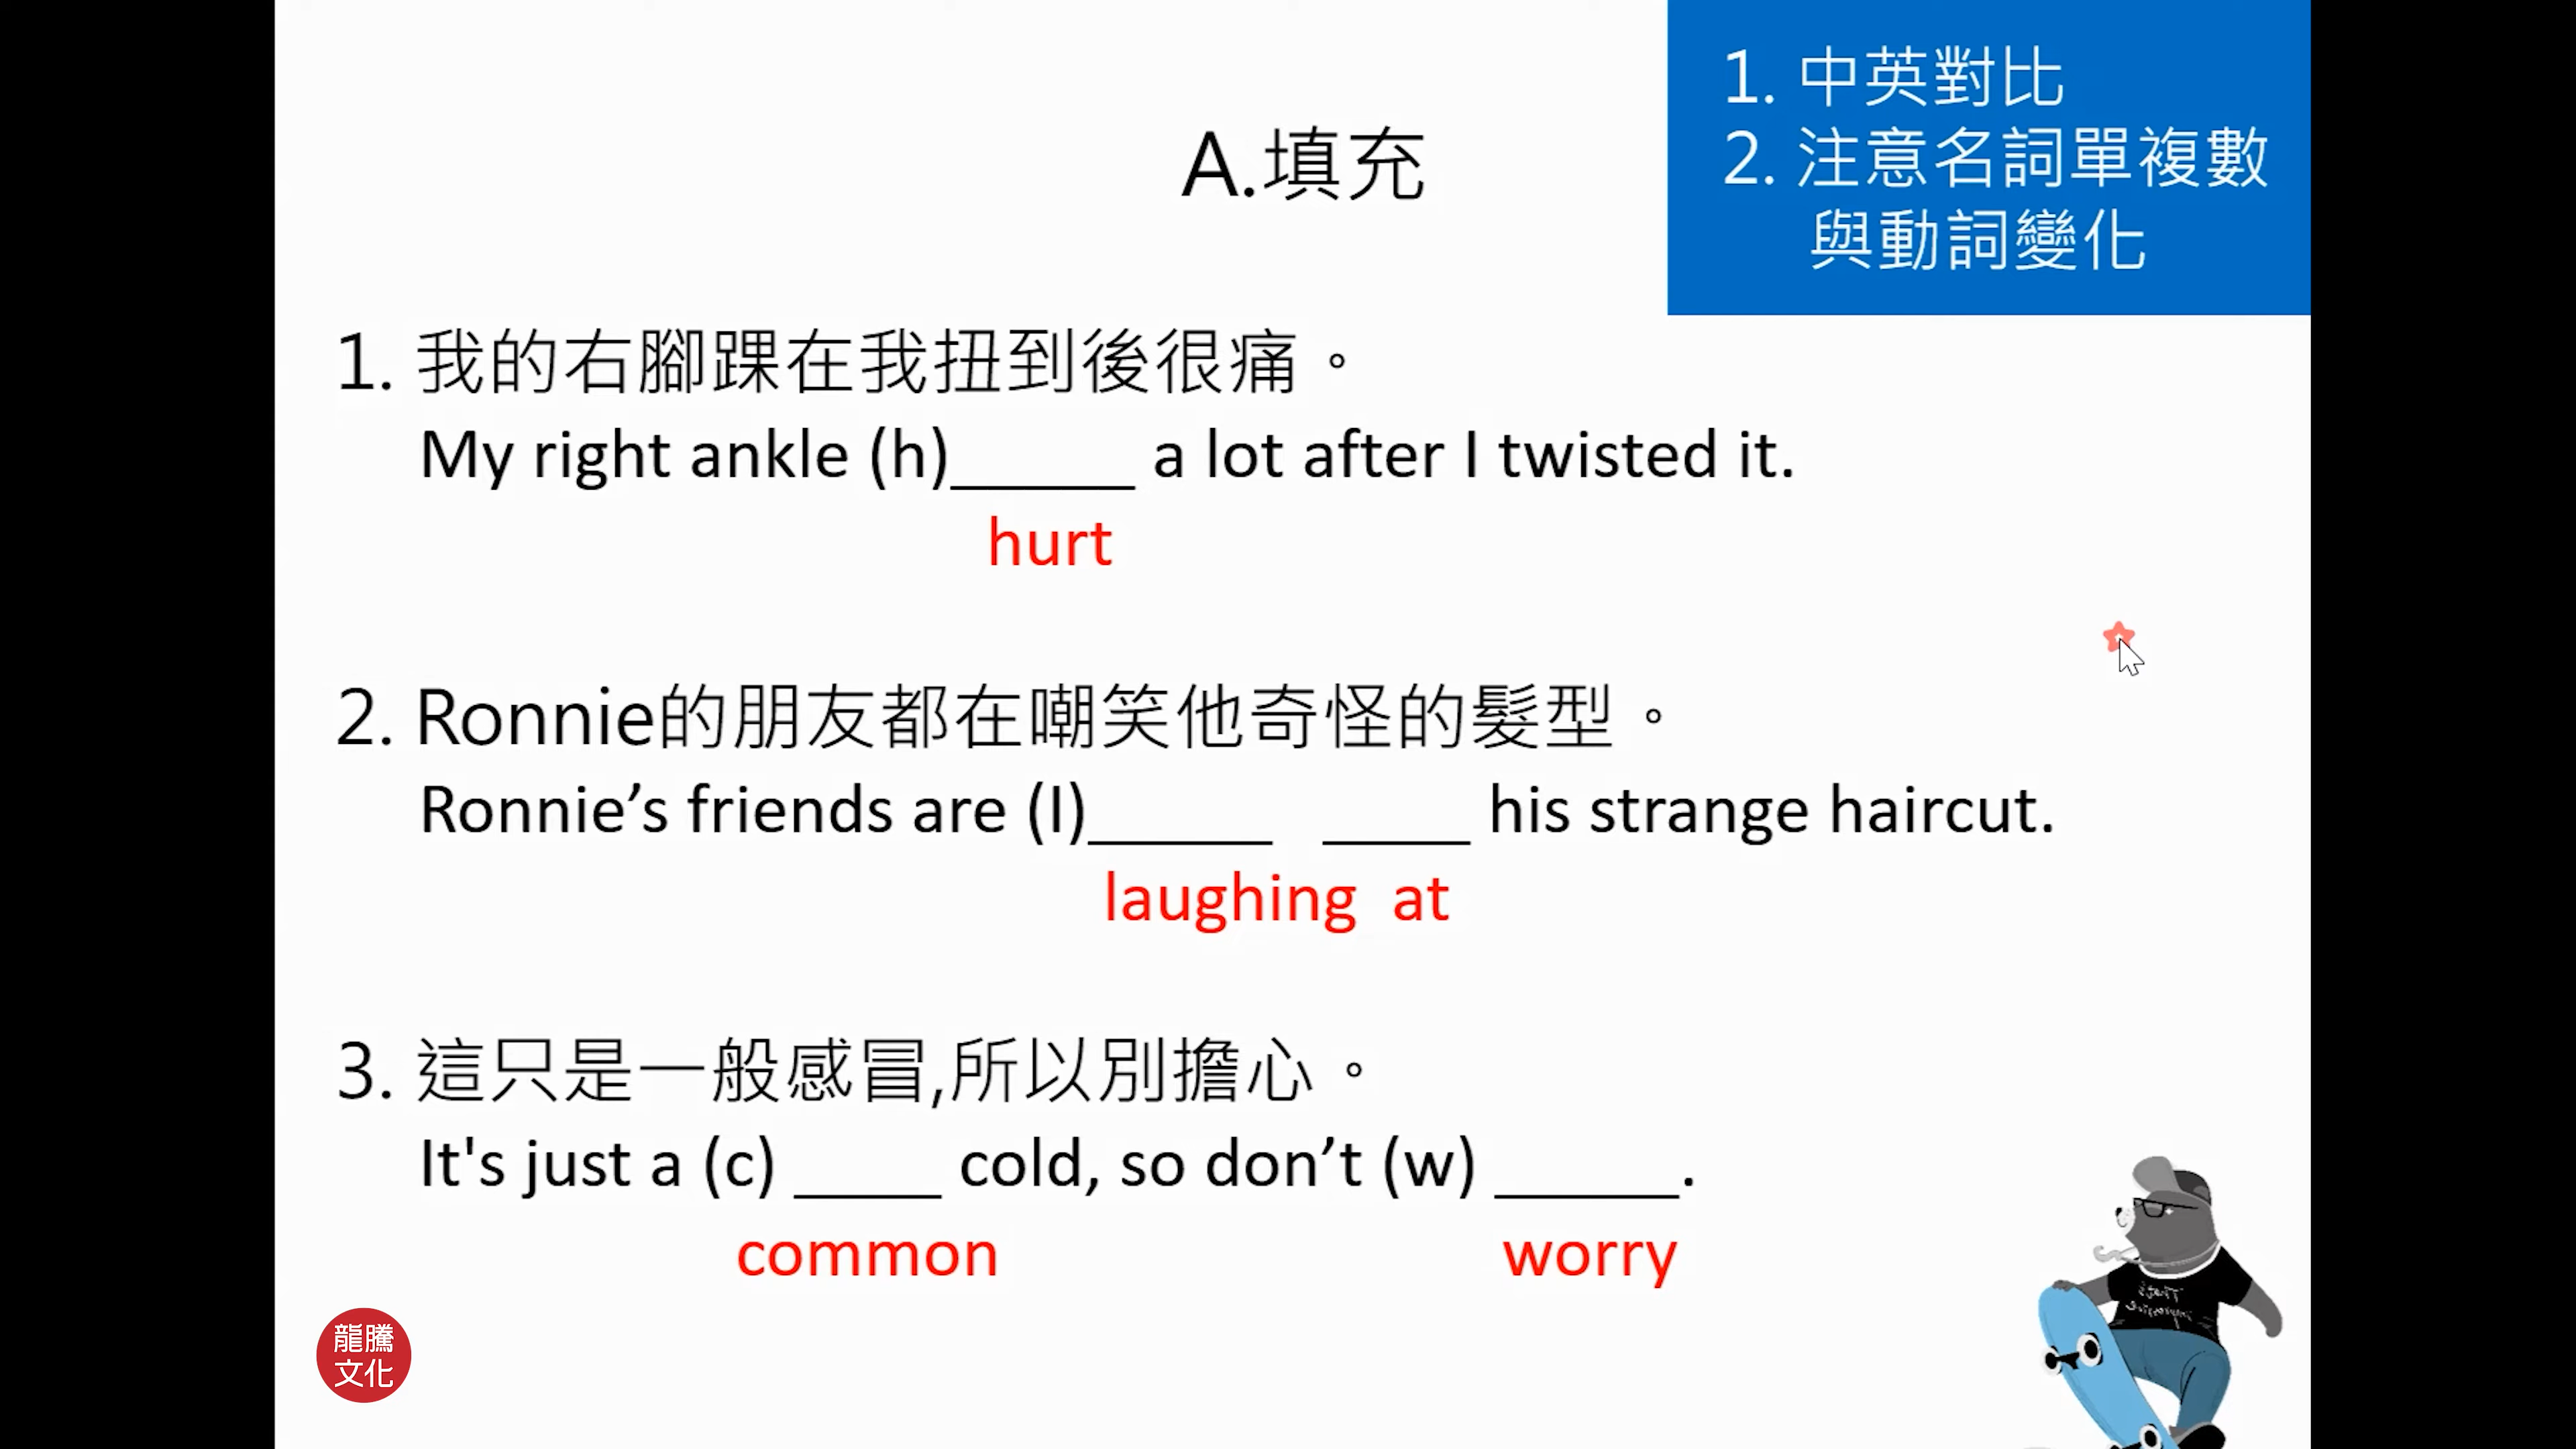 A.填充
1. 中英對比
2. 注意名詞單複數
與動詞變化
1. 我的右腳踝在我扭到後很痛。
My right ankle (h)_____ a lot after I twisted it.
hurt
2. Ronnie的朋友都在嘲笑他奇怪的髮型。
Ronnie’s friends are (l)_____ ____ his strange haircut.
laughing at
3. 這只是一般感冒,所以別擔心。
It's just a (c) ____ cold, so don’t (w) _____.
common worry
龍騰
文化